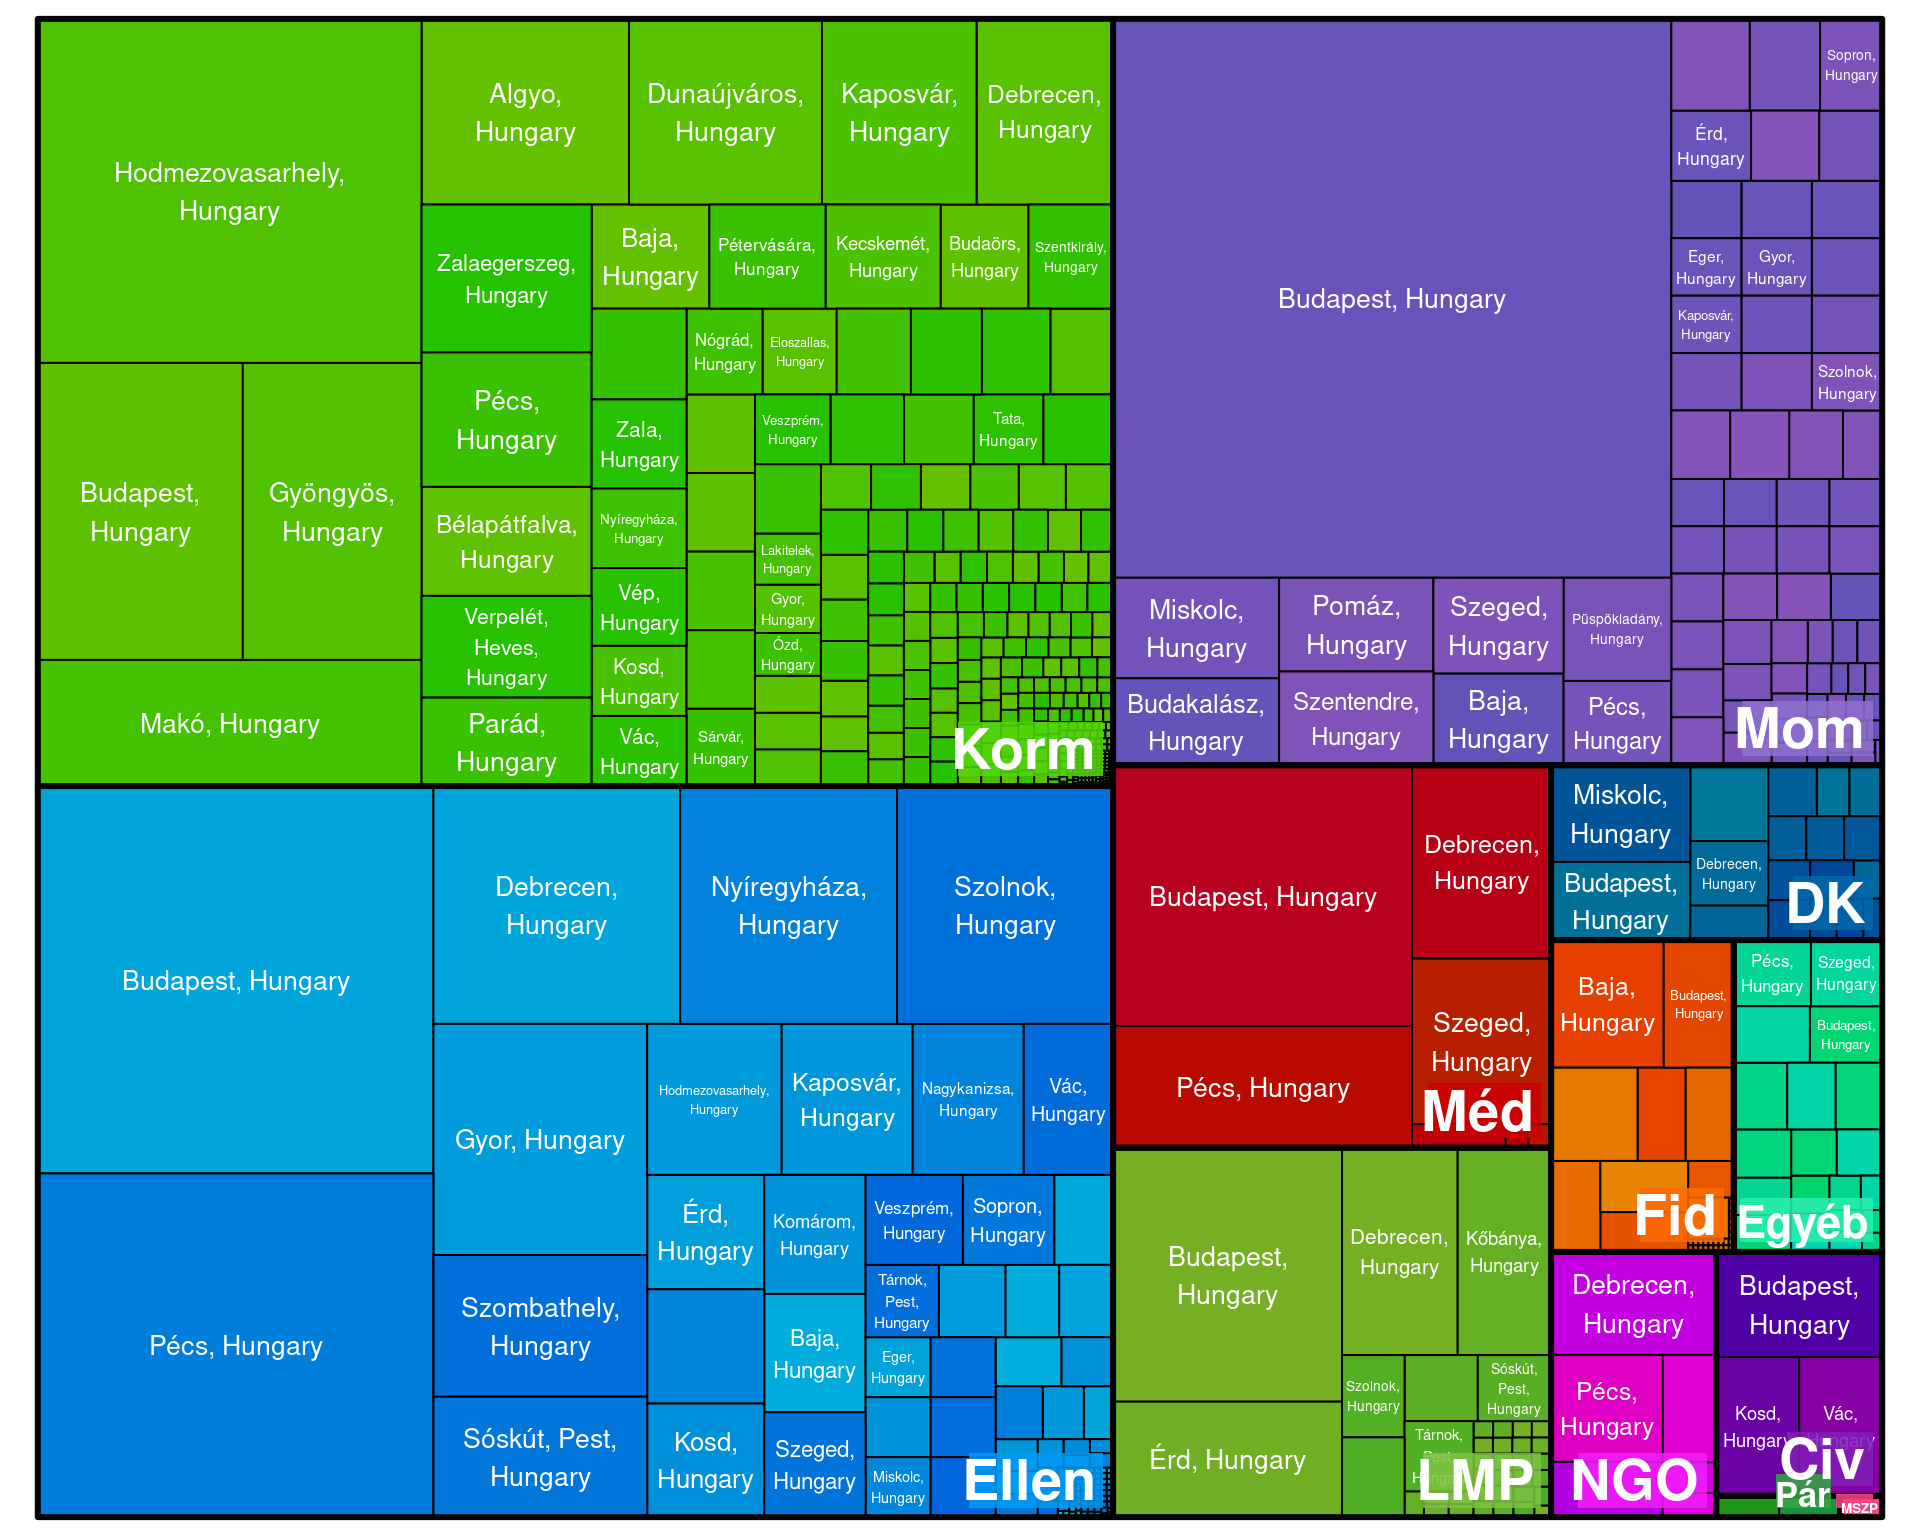 Hodmezovasarhely,
Hungary
Budapest,
Hungary
Gyöngyös,
Hungary
Makó, Hungary
Algyo,
Hungary
Dunaújváros,
Hungary
Kaposvár,
Hungary
Debrecen,
Hungary
Zalaegerszeg,
Hungary
Baja,
Hungary
Pétervására,
Hungary
Kecskemét,
Hungary
Budaörs,
Hungary
Szentkirály,
Hungary
Pécs,
Hungary
Bélapátfalva,
Hungary
Verpelét,
Heves,
Hungary
Parád,
Hungary
Zala,
Hungary
Nyíregyháza,
Hungary
Vép,
Hungary
Kosd,
Hungary
Vác,
Hungary
Nógrád,
Hungary
Eloszallas,
Hungary
Veszprém,
Hungary
Tata,
Hungary
Lakitelek,
Hungary
Gyor,
Hungary
Ózd,
Hungary
Sárvár,
Hungary
Korm
Budapest, Hungary
Sopron,
Hungary
Érd,
Hungary
Eger,
Hungary
Gyor,
Hungary
Kaposvár,
Hungary
Szolnok,
Hungary
Miskolc,
Hungary
Pomáz,
Hungary
Szeged,
Hungary
Püspökladány,
Hungary
Budakalász,
Hungary
Szentendre,
Hungary
Baja,
Hungary
Pécs,
Hungary
Mom
Budapest, Hungary
Pécs, Hungary
Debrecen,
Hungary
Nyíregyháza,
Hungary
Szolnok,
Hungary
Gyor, Hungary
Szombathely,
Hungary
Sóskút, Pest,
Hungary
Hodmezovasarhely,
Hungary
Kaposvár,
Hungary
Nagykanizsa,
Hungary
Vác,
Hungary
Érd,
Hungary
Komárom,
Hungary
Veszprém,
Hungary
Sopron,
Hungary
Tárnok,
Pest,
Hungary
Baja,
Hungary
Eger,
Hungary
Kosd,
Hungary
Szeged,
Hungary
Miskolc,
Hungary
Ellen
Budapest, Hungary
Debrecen,
Hungary
Szeged,
Hungary
Pécs, Hungary
Méd
Miskolc,
Hungary
Budapest,
Hungary
Debrecen,
Hungary
DK
Baja,
Hungary
Budapest,
Hungary
Fid
Pécs,
Hungary
Szeged,
Hungary
Budapest,
Hungary
Egyéb
Budapest,
Hungary
Debrecen,
Hungary
Kőbánya,
Hungary
Érd, Hungary
Szolnok,
Hungary
Sóskút,
Pest,
Hungary
Tárnok,
Pest,
Hungary
LMP
Debrecen,
Hungary
Pécs,
Hungary
NGO
Budapest,
Hungary
Kosd,
Hungary
Vác,
Hungary
Civ
Pár
MSZP